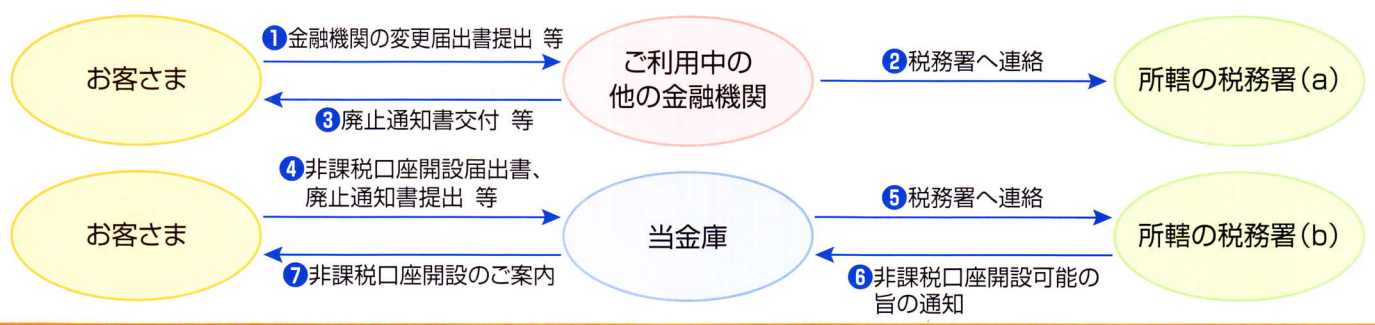 ❶金融機関の変更届出書提出 等
お客さま
ご利用中の
他の金融機関
❷税務署へ連絡
所轄の税務署(a)
❸廃止通知書交付 等
❹非課税口座開設届出書、
廃止通知書提出 等
お客さま
当金庫
❺税務署へ連絡
所轄の税務署(b)
❼非課税口座開設のご案内
❻非課税口座開設可能の
旨の通知